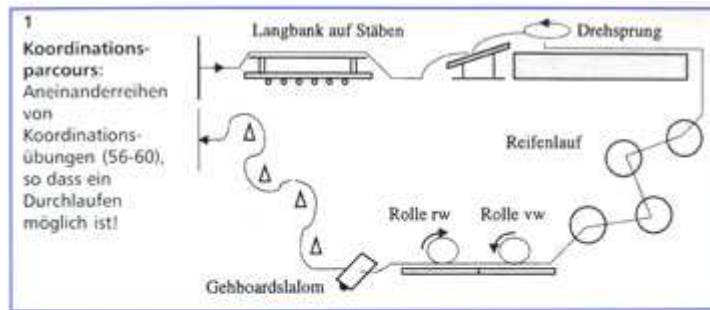 1
Koordinations-
parcours:
Aneinanderreihen
von
Koordinations-
übungen (56-60),
so dass ein
Durchlaufen
möglich ist!
Langbank auf Stäben
Drehsprung
Reifenlauf
Rolle rw
Rolle vw
Gehboardslalom